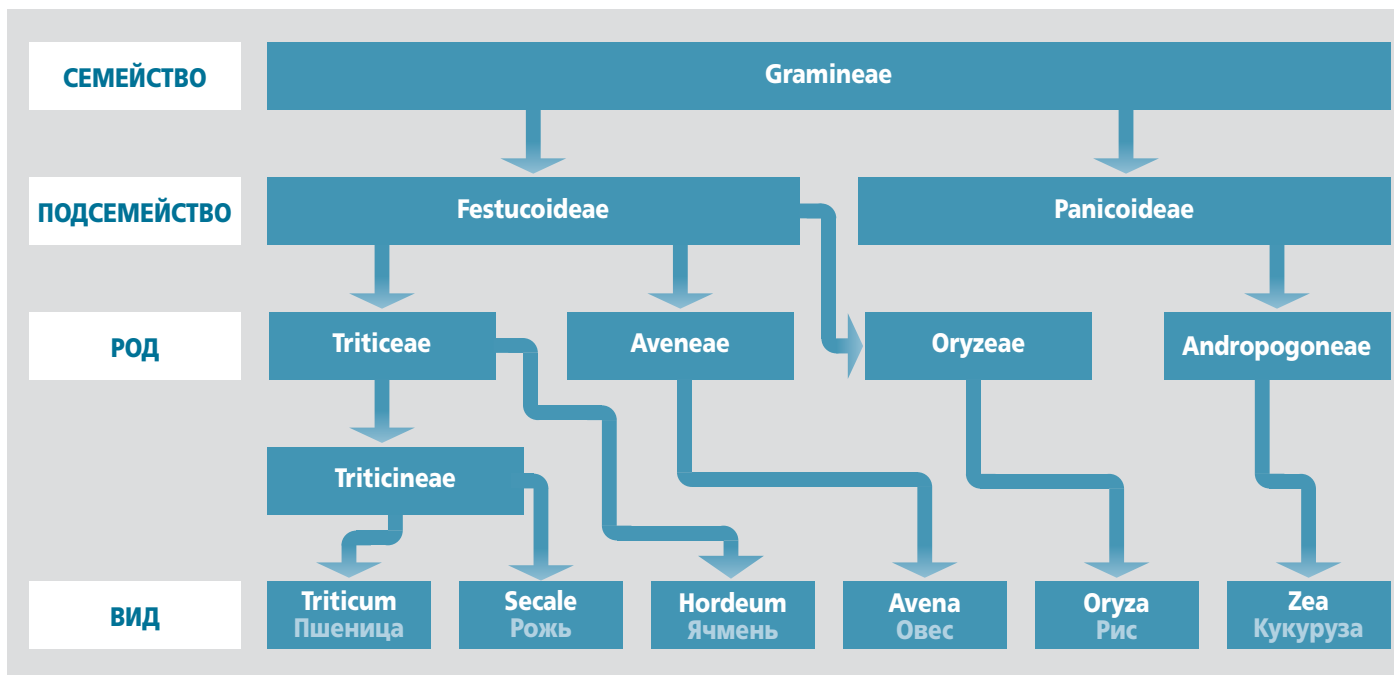 СЕМЕЙСТВО
Gramineae
ПОДСЕМЕЙСТВО
Festucoideae
Panicoideae
РОД
Triticeae
Aveneae
Oryzeae
Andropogoneae
Triticineae
ВИД
Triticum
Пшеница
Secale
Рожь
Hordeum
Ячмень
Avena
Овес
Oryza
Рис
Zea
Кукуруза